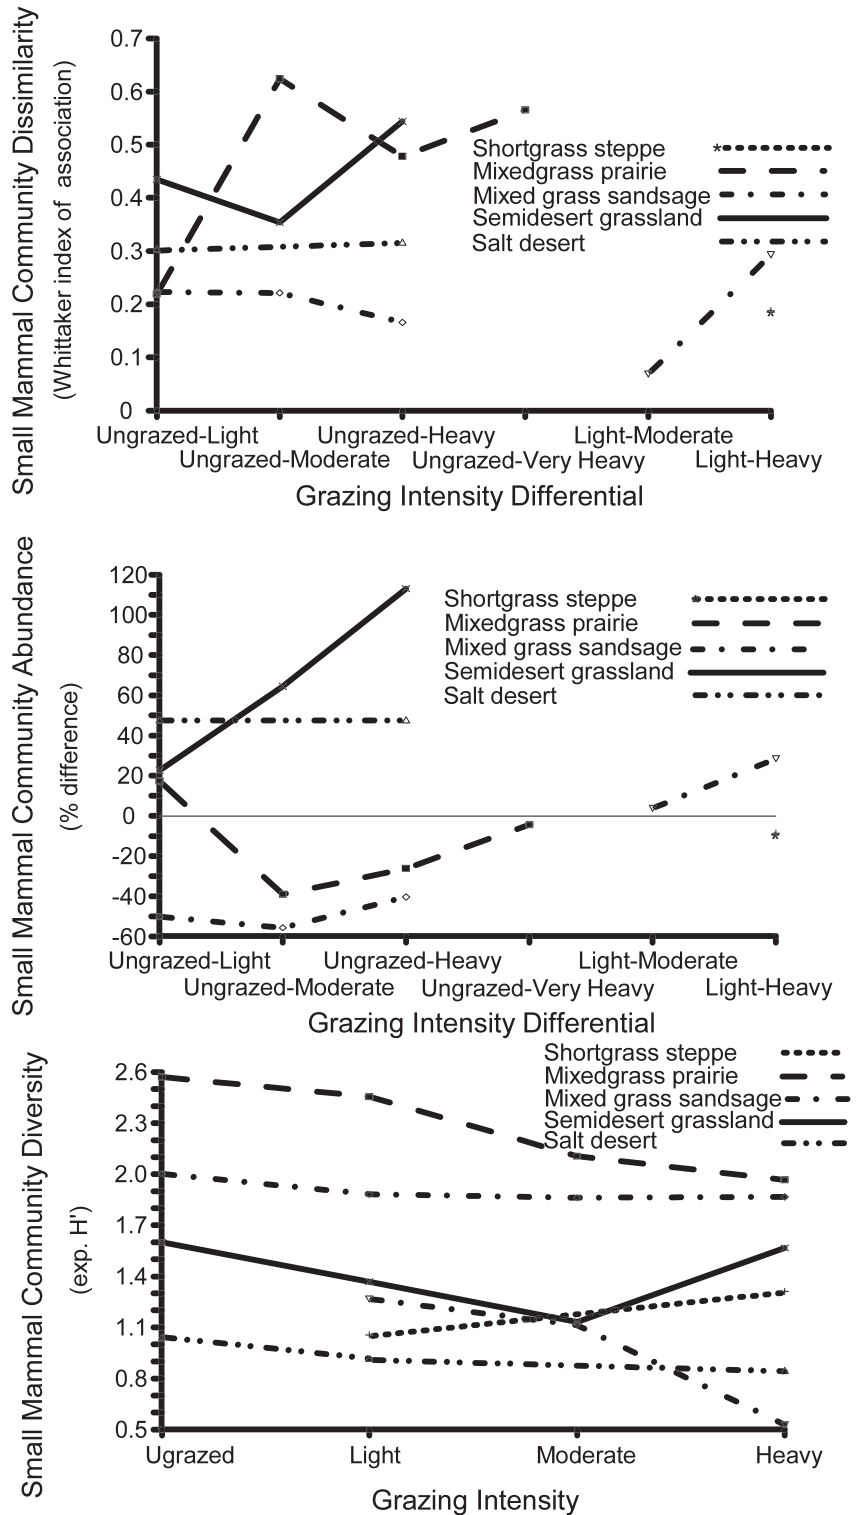 Small Mammal Community Dissimilarity
(Whittaker index of association)
0.7
0.6
0.5
0.4
0.3
0.2
0.1
0
Shortgrass steppe
Mixedgrass prairie
Mixed grass sandsage
Semidesert grassland
Salt desert
Ungrazed-Light
Ungrazed-Heavy
Light-Moderate
Ungrazed-Moderate
Ungrazed-Very Heavy
Light-Heavy
Grazing Intensity Differential
Small Mammal Community Abundance
(% difference)
120
100
80
60
40
20
0
-20
-40
-60
Shortgrass steppe
Mixedgrass prairie
Mixed grass sandsage
Semidesert grassland
Salt desert
Ungrazed-Light
Ungrazed-Heavy
Light-Moderate
Ungrazed-Moderate
Ungrazed-Very Heavy
Light-Heavy
Grazing Intensity Differential
Small Mammal Community Diversity
(exp. H')
2.6
2.3
2.0
1.7
1.4
1.1
0.8
0.5
Shortgrass steppe
Mixedgrass prairie
Mixed grass sandsage
Semidesert grassland
Salt desert
Ugrazed
Light
Moderate
Heavy
Grazing Intensity